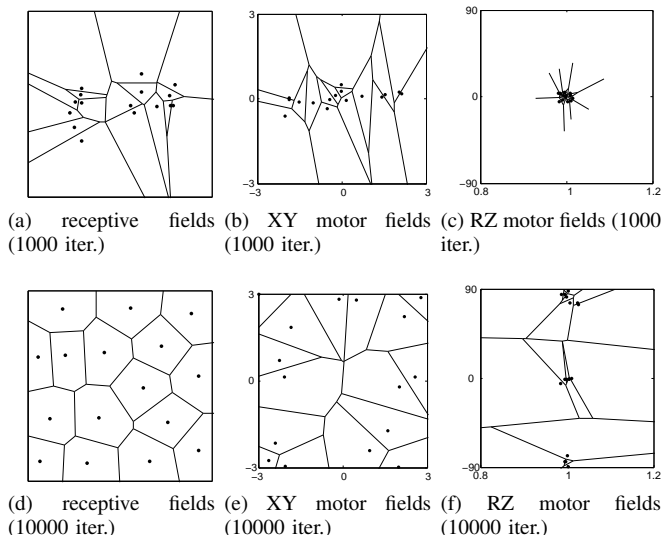 3
0
−3
−3
0
3
90
0
−90
0.8
1
1.2
(a) receptive fields
(1000 iter.)
(b) XY motor fields
(1000 iter.)
(c) RZ motor fields (1000
iter.)
3
0
−3
−3
0
3
90
0
−90
0.8
1
1.2
(d) receptive fields
(10000 iter.)
(e) XY motor fields
(10000 iter.)
(f) RZ motor fields
(10000 iter.)